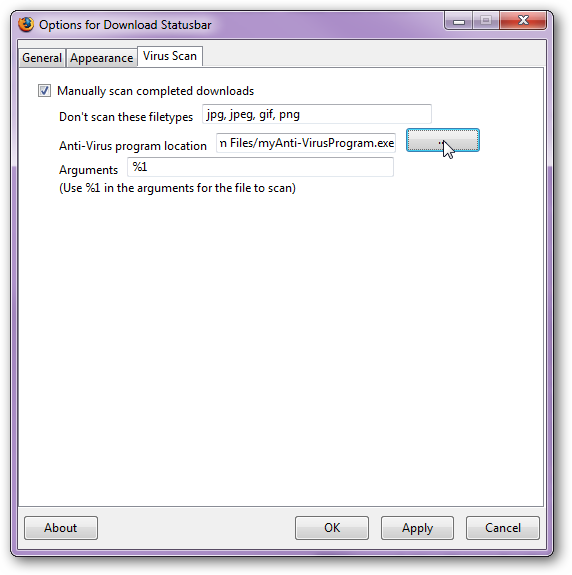 Options for Download Statusbar
General Appearance Virus Scan
Manually scan completed downloads
Don't scan these filetypes jpg, jpeg, gif, png
Anti-Virus program location n Files/myAnti-VirusProgram.exe ...
Arguments %1
(Use %1 in the arguments for the file to scan)
About OK Apply Cancel